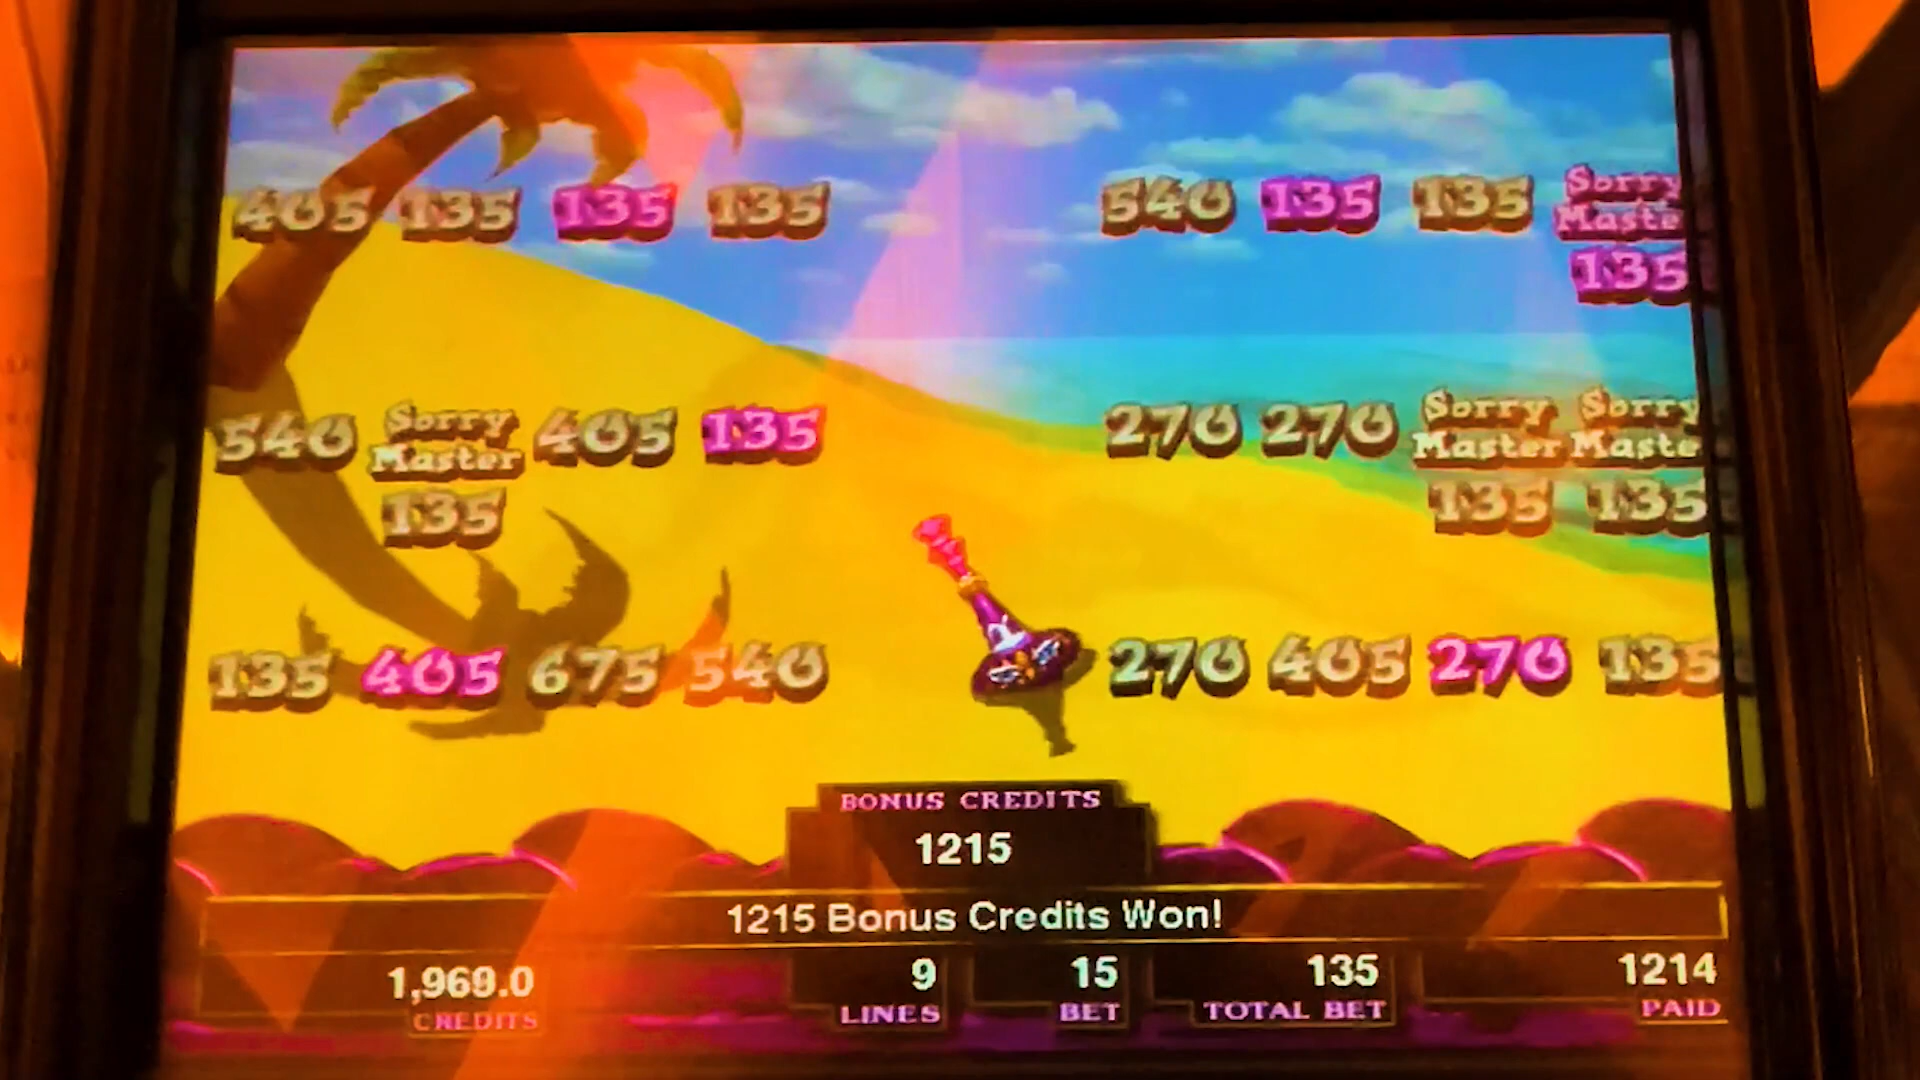 405 135 135 135
540 135 135 Sorry Maste
135
540 Sorry Master 405 135
135
270 270 Sorry Master Sorry Maste
135 135
135 405 675 540
270 405 270 135
BONUS CREDITS
1215
1215 Bonus Credits Won!
1,969.0 9 15 135 1214
CREDITS LINES BET TOTAL BET PAID